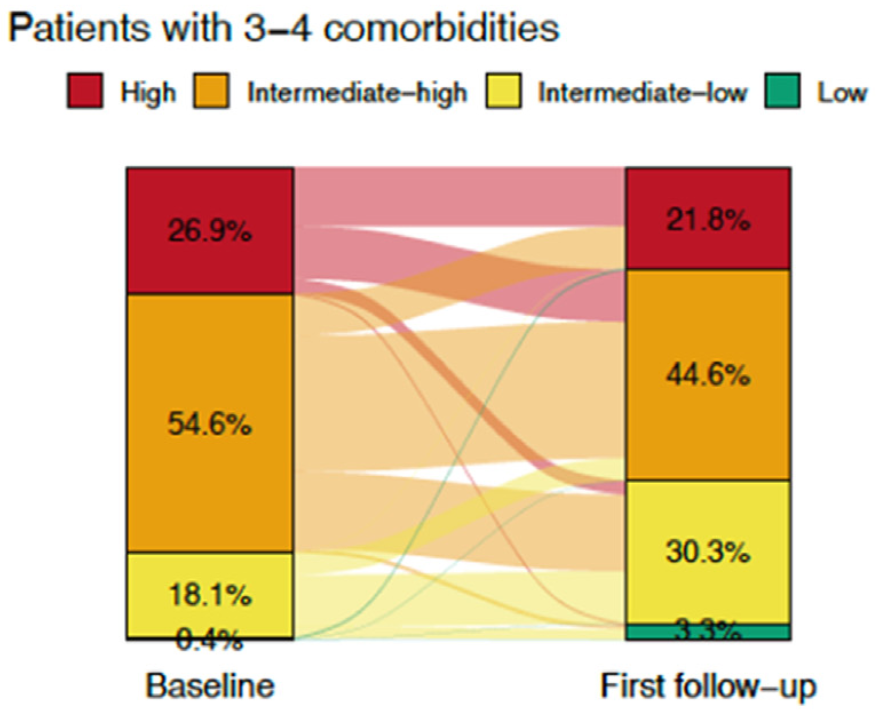 Patients with 3–4 comorbidities
High Intermediate–high Intermediate–low Low
26.9% 21.8%
54.6% 44.6%
18.1% 30.3%
0.4% 3.3%
Baseline First follow–up